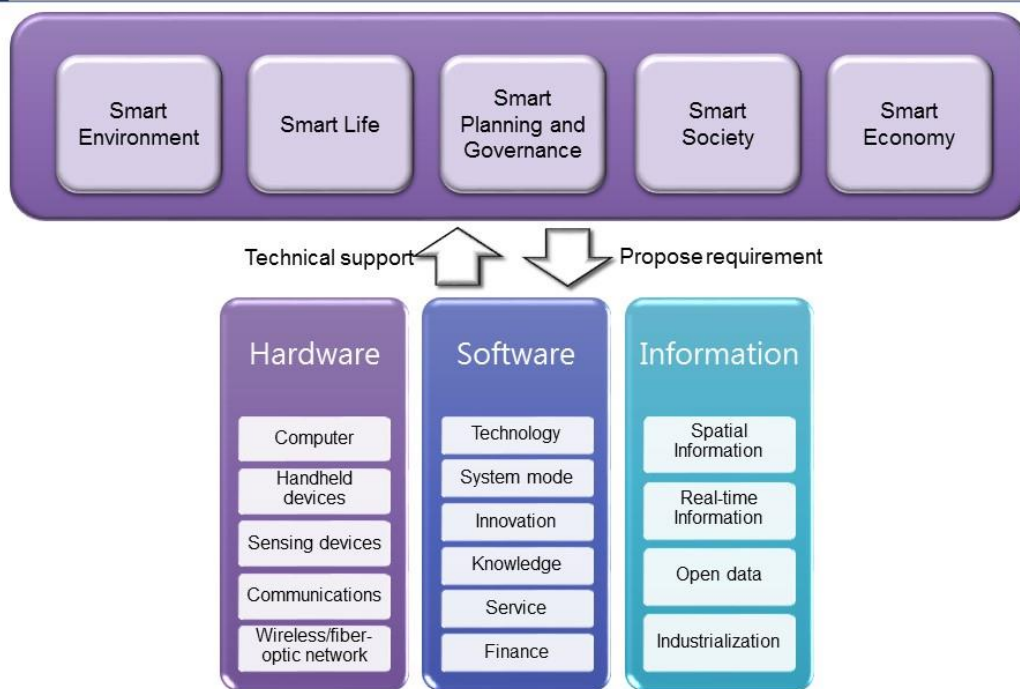 Smart
Environment
Smart Life
Smart
Planning and
Governance
Smart
Society
Smart
Economy
Technical support
Propose requirement
Hardware
Computer
Handheld
devices
Sensing devices
Communications
Wireless/fiber-
optic network
Software
Technology
System mode
Innovation
Knowledge
Service
Finance
Information
Spatial
Information
Real-time
Information
Open data
Industrialization